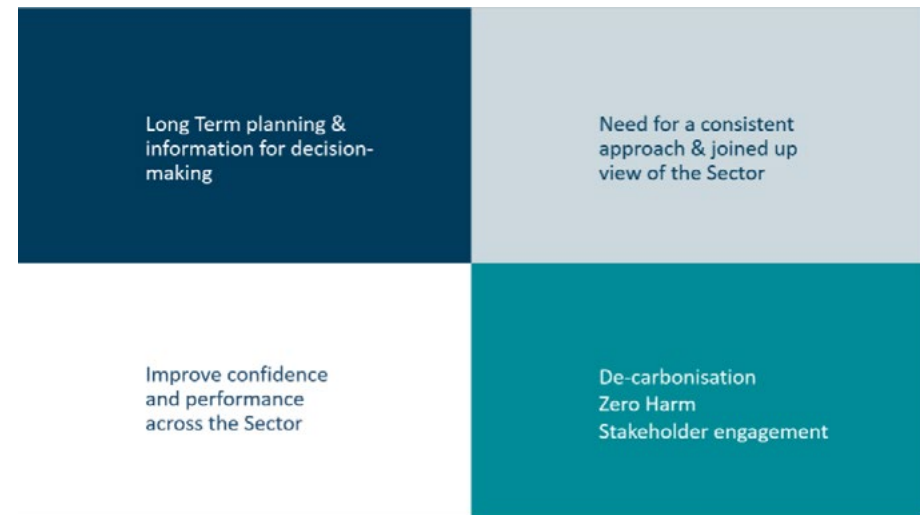 Long Term planning &
information for decision-
making
Need for a consistent
approach & joined up
view of the Sector
Improve confidence
and performance
across the Sector
De-carbonisation
Zero Harm
Stakeholder engagement